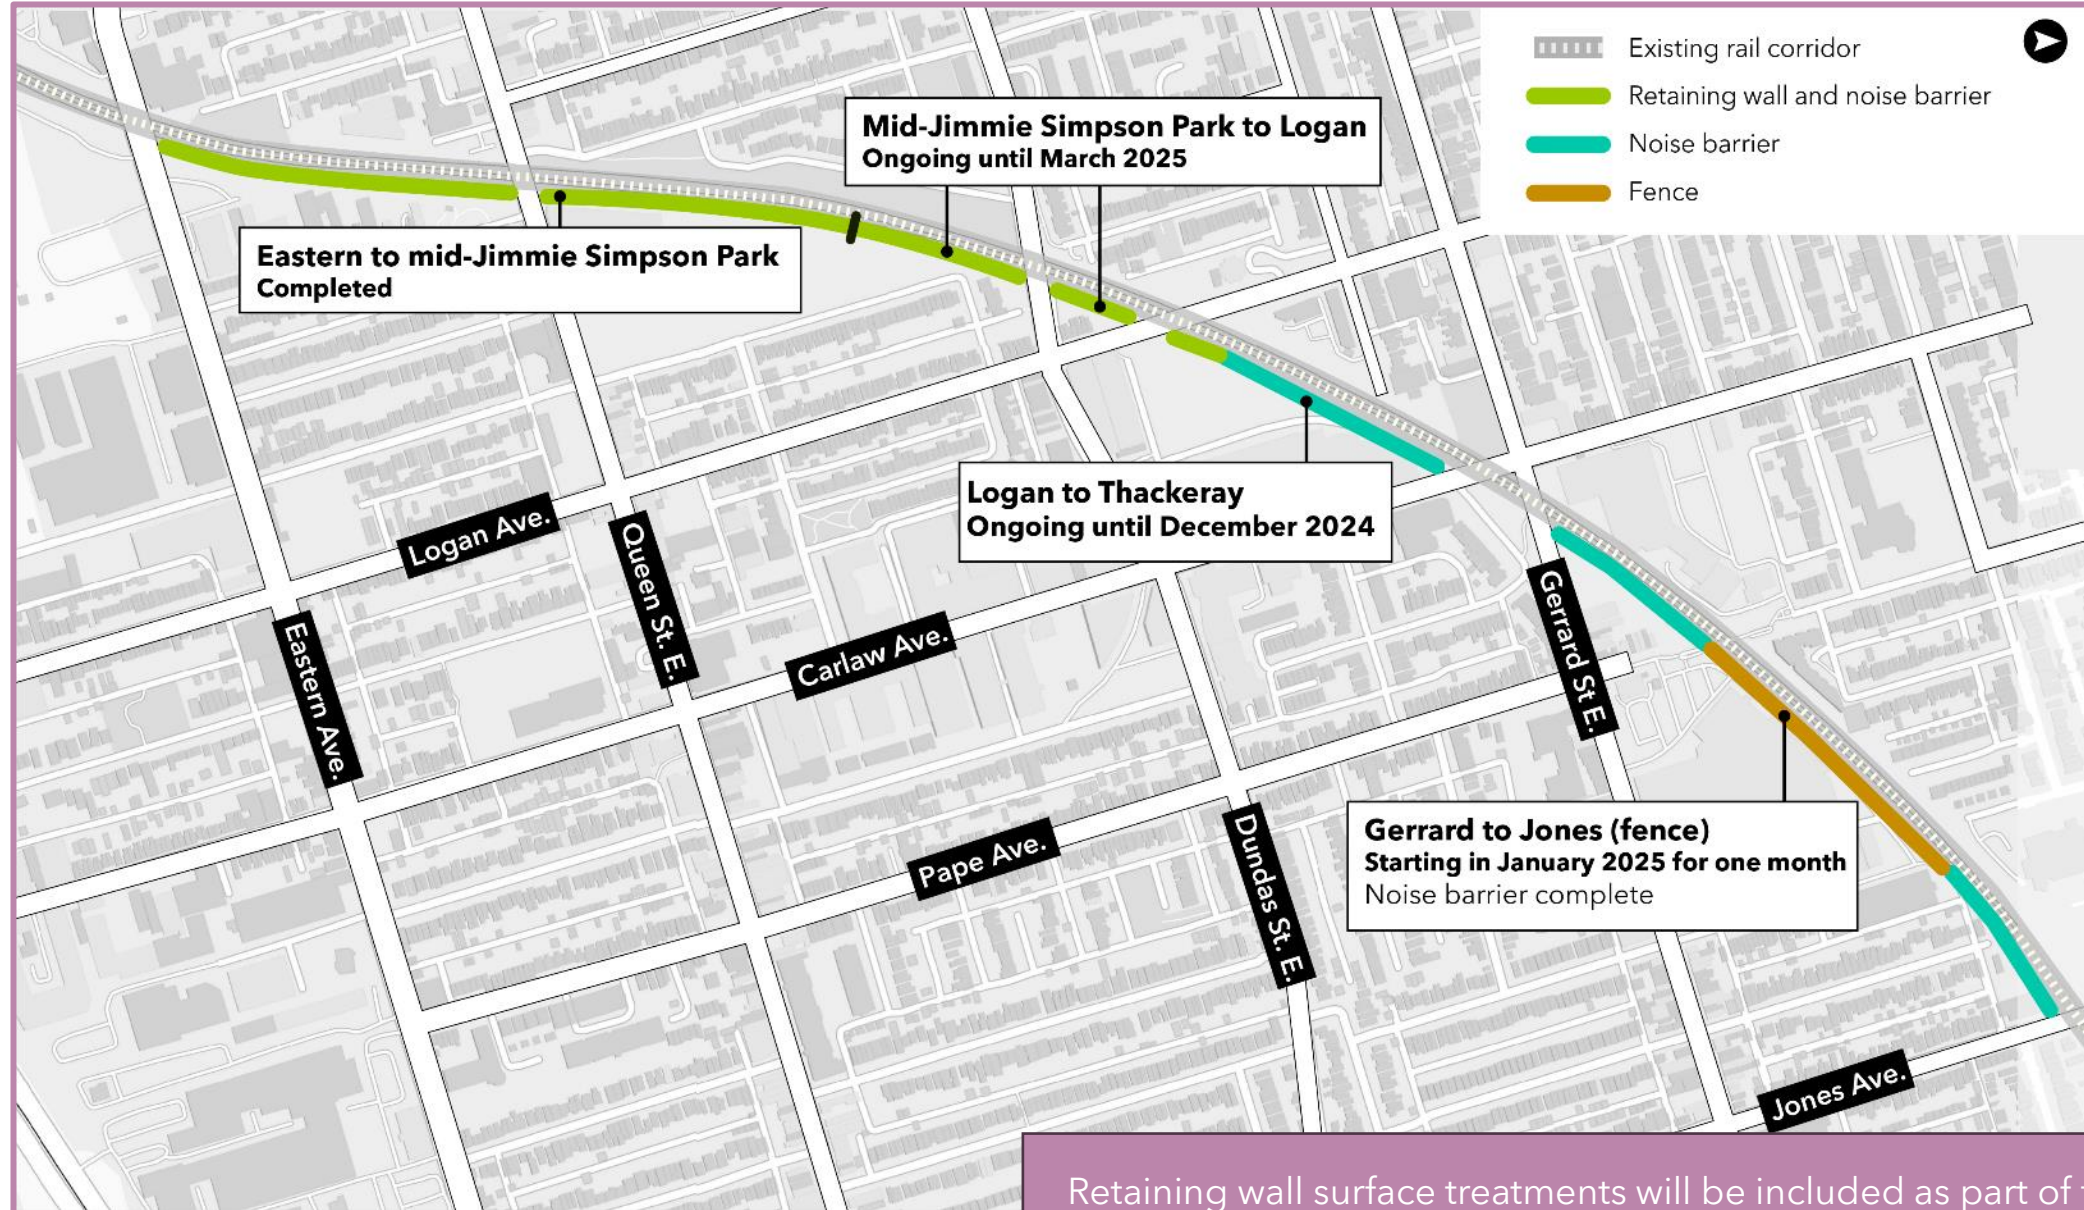 Existing rail corridor
Retaining wall and noise barrier
Noise barrier
Fence
Mid-Jimmie Simpson Park to Logan
Ongoing until March 2025
Eastern to mid-Jimmie Simpson Park
Completed
Logan to Thackeray
Ongoing until December 2024
Logan Ave.
Queen St. E.
Eastern Ave.
Carlaw Ave.
Gerrard St E.
Pape Ave.
Dundas St. E.
Gerrard to Jones (fence)
Starting in January 2025 for one month
Noise barrier complete
Jones Ave.
Retaining wall surface treatments will be included as part of